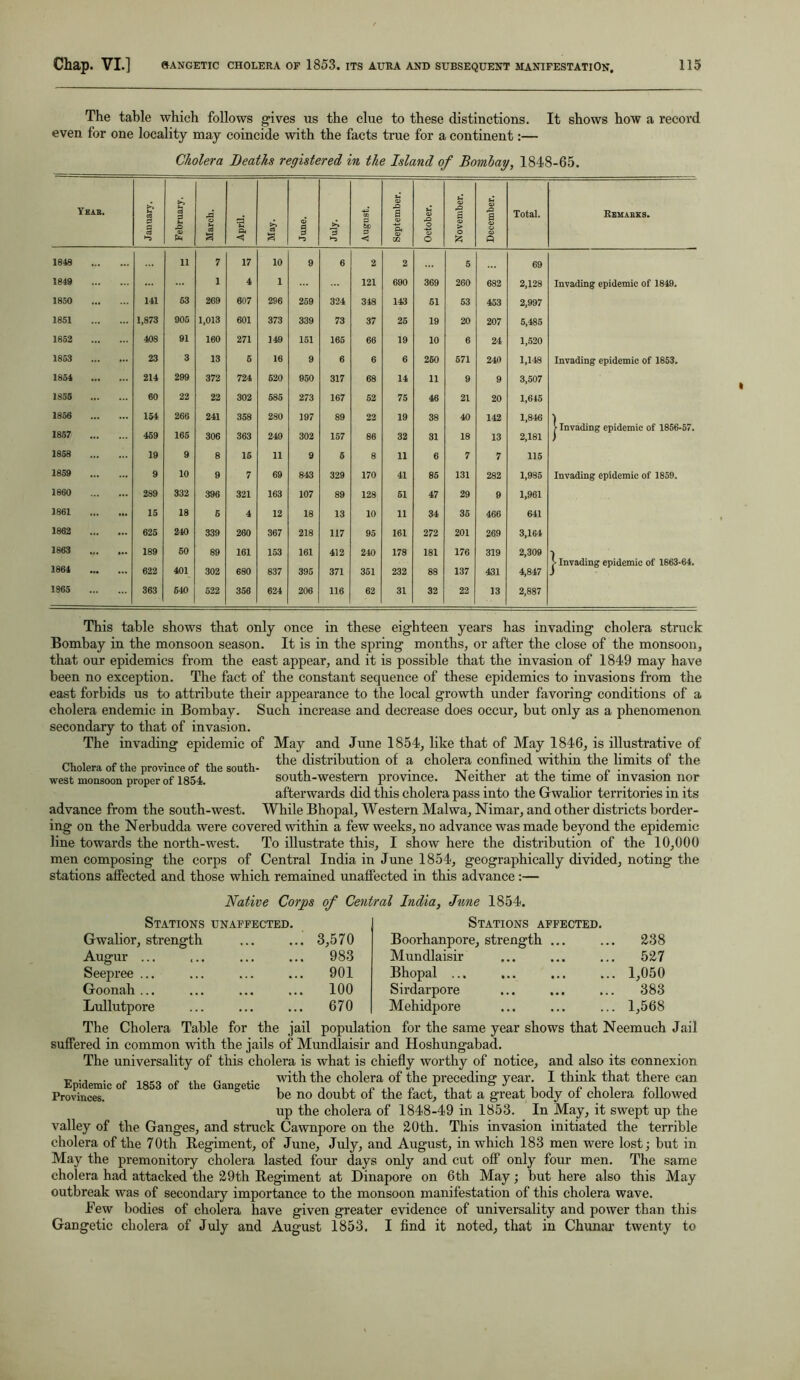 Chap. VI.] GANGETIC CHOLERA OF 1853. ITS AURA AND SUBSEQUENT MANIFESTATION. 115
The table which follows gives us the clue to these distinctions. It shows how a record
even for one locality may coincide with the facts true for a continent:—
Cholera Deaths registered in the Island of Bombay, 1848-65.
YEAR. January. February. March. April. May. June. July. August. September. October. November. December. Total. REMARKS.
1848 ... ... ... 11 7 17 10 9 6 2 2 ... 5 ... 69
1849 ... ... ... ... 1 4 1 ... ... 121 690 369 260 682 2,128 Invading epidemic of 1849.
1850 ... ... 141 53 269 607 296 259 324 348 143 51 53 453 2,997
1851 ... ... 1,873 905 1,013 601 373 339 73 37 25 19 20 207 5,485
1852 ... ... 408 91 160 271 149 151 165 66 19 10 6 24 1,520
1853 ... ... 23 3 13 5 16 9 6 6 6 250 571 240 1,148 Invading epidemic of 1853.
1854 ... ... 214 299 372 724 520 950 317 68 14 11 9 9 3,507
1855 ... ... 60 22 22 302 585 273 167 52 75 46 21 20 1,645
1856 ... ... 154 266 241 358 280 197 89 22 19 38 40 142 1,846
} Invading epidemic of 1856-57.
1857 ... ... 459 165 306 363 249 302 157 86 32 31 18 13 2,181
1858 ... ... 19 9 8 15 11 9 5 8 11 6 7 7 115
1859 ... ... 9 10 9 7 69 843 329 170 41 85 131 282 1,985 Invading epidemic of 1859.
1860 ... ... 289 332 396 321 163 107 89 128 51 47 29 9 1,961
1861 ... ... 15 18 5 4 12 18 13 10 11 34 35 466 641
1862 ... ... 625 240 339 260 367 218 117 95 161 272 201 269 3,164
1863 ... ... 189 50 89 161 153 161 412 240 178 181 176 319 2,309
} Invading epidemic of 1863-64.
1864 ... ... 622 401 302 680 837 395 371 351 232 88 137 431 4,847
1865 ... ... 363 540 522 356 624 206 116 62 31 32 22 13 2,887
This table shows that only once in these eighteen years has invading cholera struck
Bombay in the monsoon season. It is in the spring months, or after the close of the monsoon,
that our epidemics from the east appear, and it is possible that the invasion of 1849 may have
been no exception. The fact of the constant sequence of these epidemics to invasions from the
east forbids us to attribute their appearance to the local growth under favoring conditions of a
cholera endemic in Bombay. Such increase and decrease does occur, but only as a phenomenon
secondary to that of invasion.
The invading epidemic of May and June 1854, like that of May 1846, is illustrative of
Cholera of the province of the south-
west monsoon proper of 1854.
the distribution of a cholera confined within the limits of the
south-western province. Neither at the time of invasion nor
afterwards did this cholera pass into the Gwalior territories in its
advance from the south-west. While Bhopal, Western Malwa, Nimar, and other districts border-
ing on the Nerbudda were covered within a few weeks, no advance was made beyond the epidemic
line towards the north-west. To illustrate this, I show here the distribution of the 10,000
men composing the corps of Central India in June 1854, geographically divided, noting the
stations affected and those which remained unaffected in this advance:—
Native Corps of Central India, June 1854.
STATIONS UNAFFECTED.
Gwalior, strength ... ... 3,570
Augur ... ... ... ... 983
Seepree ... ... ... ... 901
Goonah ... ... ... ... 100
Lullutpore ... ... ... 670
STATIONS AFFECTED.
Boorhanpore, strength ... ... 238
Mundlaisir ... ... ... 527
Bhopal ... ... ... ... 1,050
Sirdarpore ... ... ... 383
Mehidpore ... ... ... 1,568
The Cholera Table for the jail population for the same year shows that Neemuch Jail
suffered in common with the jails of Mundlaisir and Hoshungabad.
The universality of this cholera is what is chiefly worthy of notice, and also its connexion
Epidemic of 1853 of the Gangetic
Provinces.
with the cholera of the preceding year. I think that there can
be no doubt of the fact, that a great body of cholera followed
up the cholera of 1848-49 in 1853. In May, it swept up the
valley of the Ganges, and struck Cawnpore on the 20th. This invasion initiated the terrible
cholera of the 70th Regiment, of June, July, and August, in which 183 men were lost; but in
May the premonitory cholera lasted four days only and cut off only four men. The same
cholera had attacked the 29th Regiment at Dinapore on 6th May; but here also this May
outbreak was of secondary importance to the monsoon manifestation of this cholera wave.
Few bodies of cholera have given greater evidence of universality and power than this
Gangetic cholera of July and August 1853. I find it noted, that in Chunar twenty to